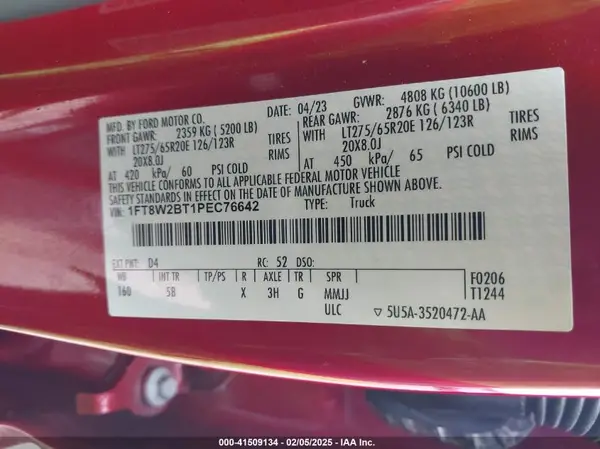 MFD. BY FORD MOTOR CO.
04/23 GVWR: 4808 KG (10600 LB)
FRONT GAWR: 2359 KG (5200 LB)
REAR GAWR: 2876 KG (6340 LB)
WITH LT275/65R20E 126/123R TIRES
WITH LT275/65R20E 126/123R TIRES
20X8.0J RIMS
20X8.0J RIMS
AT 420 kPa/ 60 PSI COLD
AT 450 kPa/ 65 PSI COLD
THIS VEHICLE CONFORMS TO ALL APPLICABLE FEDERAL MOTOR VEHICLE
SAFETY STANDARDS IN EFFECT ON THE DATE OF MANUFACTURE SHOWN ABOVE.
VIN: 1FT8W2BT1PEC76642 TYPE: Truck
EXT PNT: D4 RC: 52 DSO:
WB INT TR TP/PS R AXLE TR SPR F0206
160 5B X 3H G MMJJ T1244
ULC ▽ 5U5A-3520472-AA
000-41509134 - 02/05/2025 - IAA Inc.